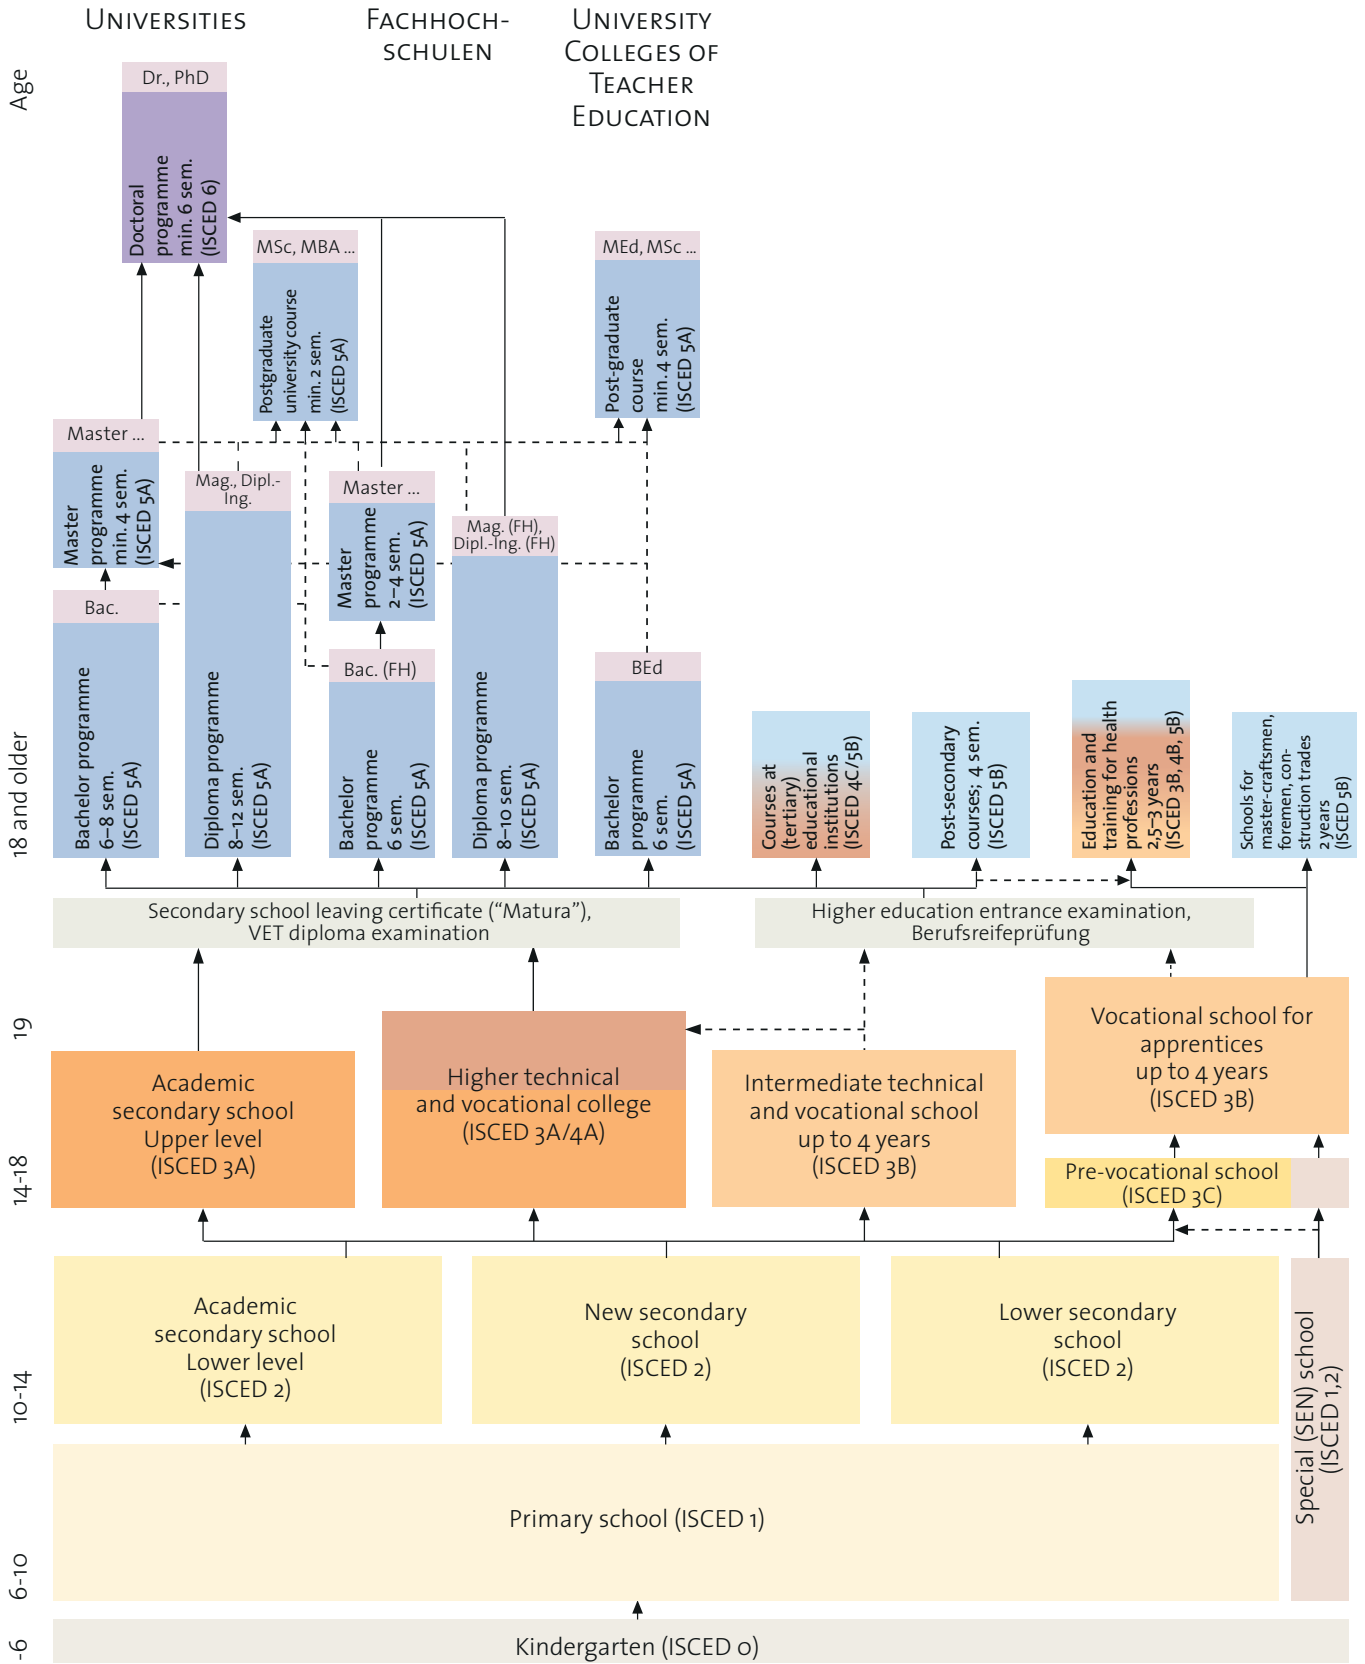 UNIVERSITIES
FACHHOCH-
SCHULEN
UNIVERSITY
COLLEGES OF
TEACHER
EDUCATION
Age
Dr., PhD
Doctoral
programme
min. 6 sem.
(ISCED 6)
MSc, MBA ...
Postgraduate
university course
min. 2 sem.
(ISCED 5A)
MEd, MSc ...
Post-graduate
course
min. 4 sem.
(ISCED 5A)
Master ...
Master
programme
min. 4 sem.
(ISCED 5A)
Mag., Dipl.-
Ing.
Diploma programme
8–12 sem.
(ISCED 5A)
Master ...
Master
programme
2–4 sem.
(ISCED 5A)
Mag. (FH),
Dipl.-Ing. (FH)
Diploma programme
8–10 sem.
(ISCED 5A)
Bac.
Bachelor programme
6–8 sem.
(ISCED 5A)
Bac. (FH)
Bachelor
programme
6 sem.
(ISCED 5A)
BEd
Bachelor
programme
6 sem.
(ISCED 5A)
18 and older
Courses at
(tertiary)
educational
institutions
(ISCED 4C/5B)
Post-secondary
courses; 4 sem.
(ISCED 5B)
Education and
training for health
professions
2,5–3 years
(ISCED 3B, 4B, 5B)
Schools for
master-craftsmen,
foremen, con-
struction trades
2 years
(ISCED 5B)
Secondary school leaving certificate (“Matura”),
VET diploma examination
Higher education entrance examination,
Berufsreifeprüfung
19
14-18
Academic
secondary school
Upper level
(ISCED 3A)
Higher technical
and vocational college
(ISCED 3A/4A)
Intermediate technical
and vocational school
up to 4 years
(ISCED 3B)
Vocational school for
apprentices
up to 4 years
(ISCED 3B)
Pre-vocational school
(ISCED 3C)
10-14
Academic
secondary school
Lower level
(ISCED 2)
New secondary
school
(ISCED 2)
Lower secondary
school
(ISCED 2)
Special (SEN) school
(ISCED 1,2)
6-10
Primary school (ISCED 1)
-6
Kindergarten (ISCED 0)